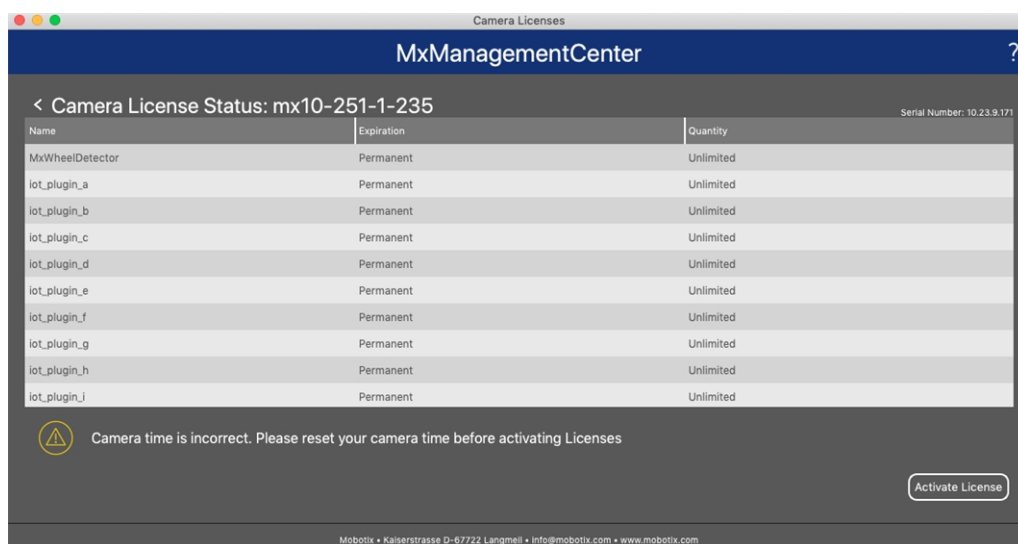 Camera Licenses
MxManagementCenter
?
< Camera License Status: mx10-251-1-235
Serial Number: 10.23.9.171
Name Expiration Quantity
MxWheelDetector Permanent Unlimited
iot_plugin_a Permanent Unlimited
iot_plugin_b Permanent Unlimited
iot_plugin_c Permanent Unlimited
iot_plugin_d Permanent Unlimited
iot_plugin_e Permanent Unlimited
iot_plugin_f Permanent Unlimited
iot_plugin_g Permanent Unlimited
iot_plugin_h Permanent Unlimited
iot_plugin_i Permanent Unlimited
Camera time is incorrect. Please reset your camera time before activating Licenses
Activate License
Mobotix • Kaiserstrasse D-67722 Langmeil • info@mobotix.com • www.mobotix.com